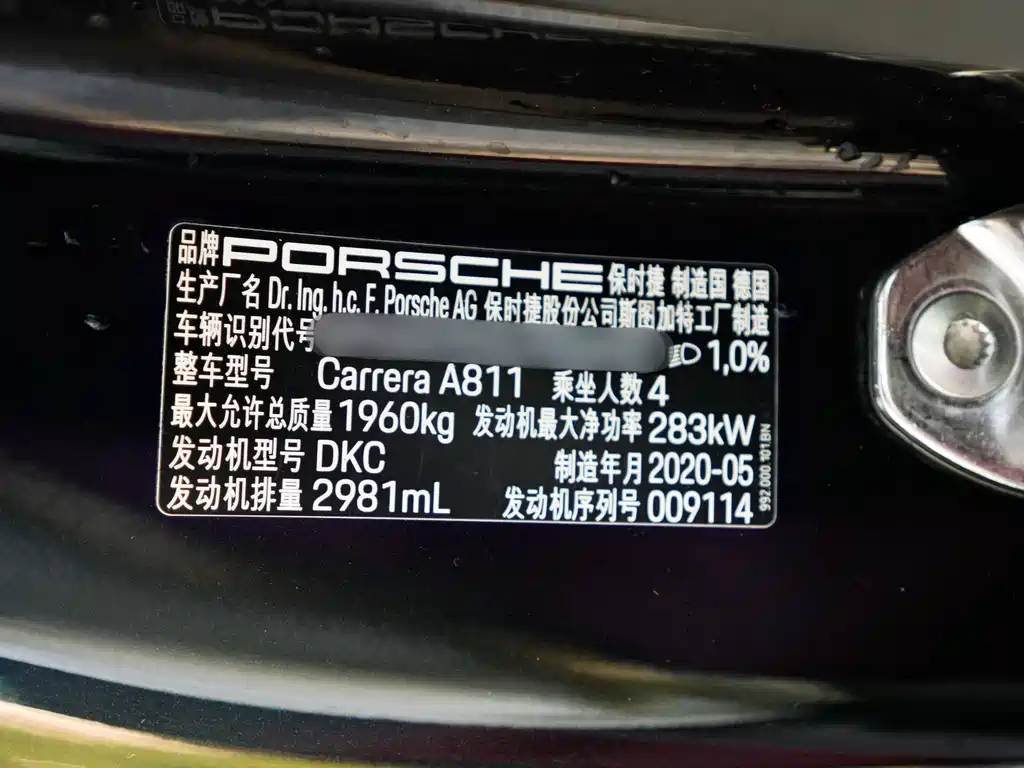 品牌 PORSCHE 保时捷 制造国 德国
生产厂名 Dr. Ing. h.c. F. Porsche AG 保时捷股份公司斯图加特工厂制造
车辆识别代号 1,0%
整车型号 Carrera A811 乘坐人数 4
最大允许总质量 1960kg 发动机最大净功率 283kW
发动机型号 DKC 制造年月 2020-05
发动机排量 2981mL 发动机序列号 009114
992.000 101.BN